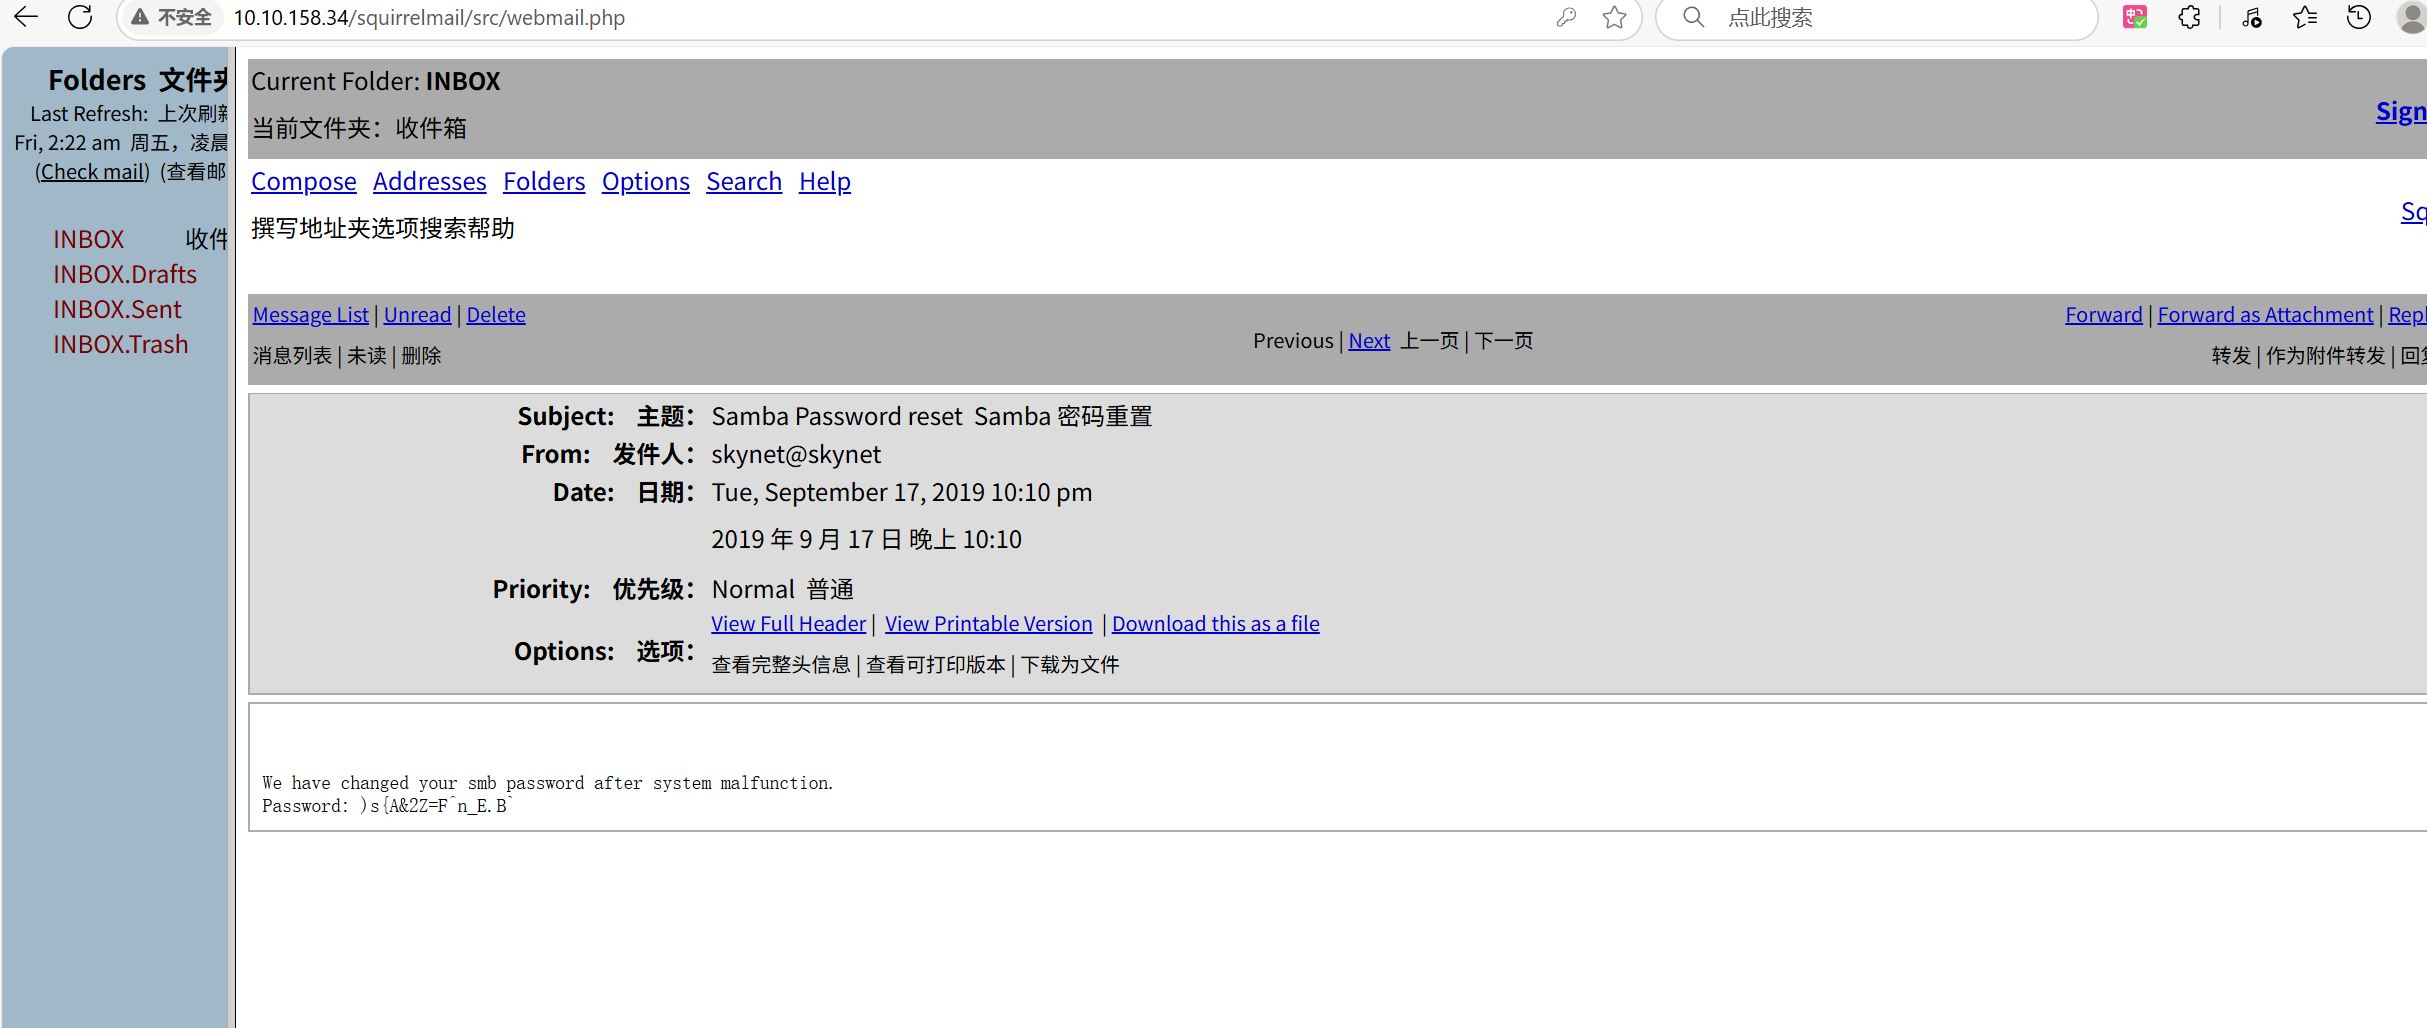 不安全 10.10.158.34/squirrelmail/src/webmail.php 点此搜索
Folders 文件夹
Last Refresh: 上次刷新
Fri, 2:22 am 周五，凌晨
(Check mail) (查看邮
INBOX 收件
INBOX.Drafts
INBOX.Sent
INBOX.Trash
Current Folder: INBOX
当前文件夹：收件箱
Sign
Compose Addresses Folders Options Search Help
撰写地址夹选项搜索帮助
Sq
Message List | Unread | Delete
消息列表 | 未读 | 删除
Previous | Next 上一页 | 下一页
Forward | Forward as Attachment | Repl
转发 | 作为附件转发 | 回复
Subject: 主题： Samba Password reset Samba 密码重置
From: 发件人： skynet@skynet
Date: 日期： Tue, September 17, 2019 10:10 pm
2019 年 9 月 17 日 晚上 10:10
Priority: 优先级： Normal 普通
Options: 选项： View Full Header | View Printable Version | Download this as a file
查看完整头信息 | 查看可打印版本 | 下载为文件
We have changed your smb password after system malfunction.
Password: )s{A&2Z=F^n_E.B`